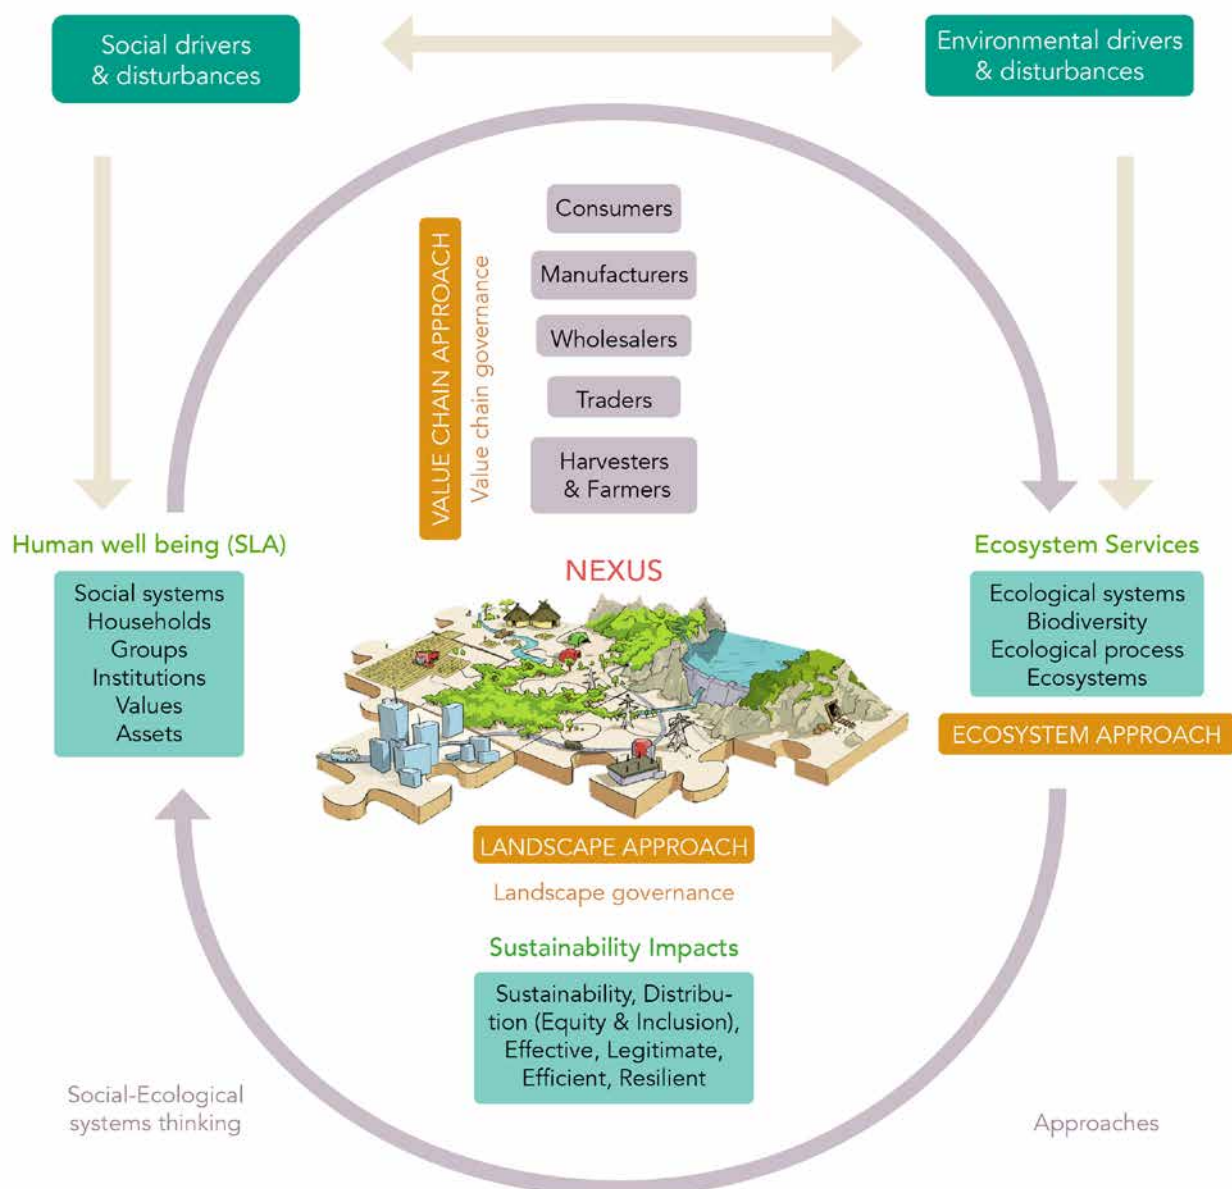 Social drivers
& disturbances
Environmental drivers
& disturbances
VALUE CHAIN APPROACH
Value chain governance
Consumers
Manufacturers
Wholesalers
Traders
Harvesters
& Farmers
Human well being (SLA)
Social systems
Households
Groups
Institutions
Values
Assets
NEXUS
Ecosystem Services
Ecological systems
Biodiversity
Ecological process
Ecosystems
ECOSYSTEM APPROACH
LANDSCAPE APPROACH
Landscape governance
Sustainability Impacts
Sustainability, Distribu-
tion (Equity & Inclusion),
Effective, Legitimate,
Efficient, Resilient
Social-Ecological
systems thinking
Approaches